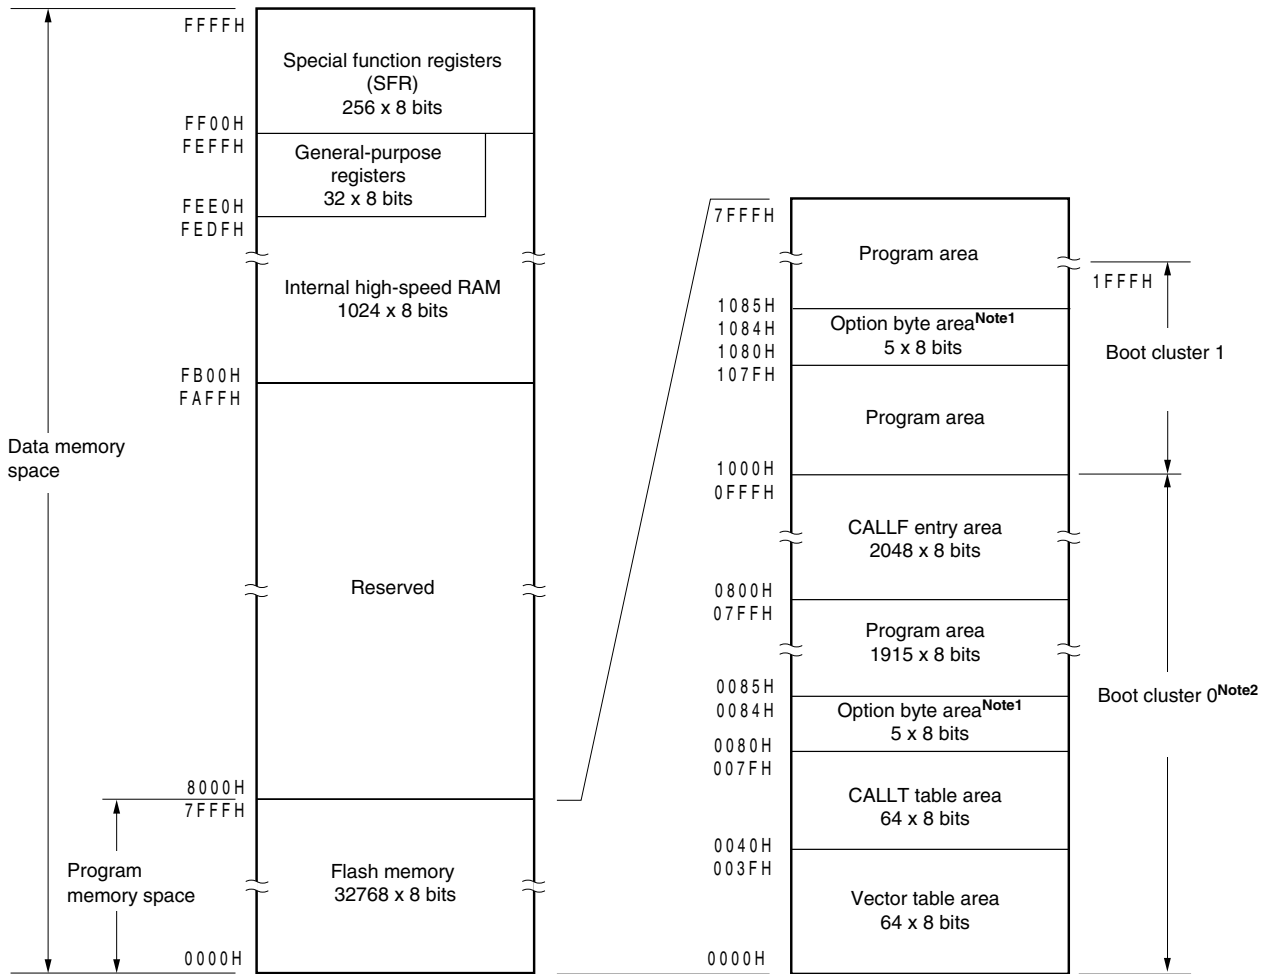 FFFFH
Special function registers
(SFR)
256 x 8 bits
FF00H
FEFFH
General-purpose
registers
32 x 8 bits
FEE0H
FEDFH
Internal high-speed RAM
1024 x 8 bits
FB00H
FAFFH
Data memory
space
Reserved
8000H
7FFFH
Program
memory space
Flash memory
32768 x 8 bits
0000H
7FFFH
Program area
1FFFH
1085H
1084H
Option byte areaNote1
5 x 8 bits
1080H
107FH
Boot cluster 1
Program area
1000H
0FFFH
CALLF entry area
2048 x 8 bits
0800H
07FFH
Program area
1915 x 8 bits
0085H
0084H
Option byte areaNote1
5 x 8 bits
Boot cluster 0Note2
0080H
007FH
CALLT table area
64 x 8 bits
0040H
003FH
Vector table area
64 x 8 bits
0000H